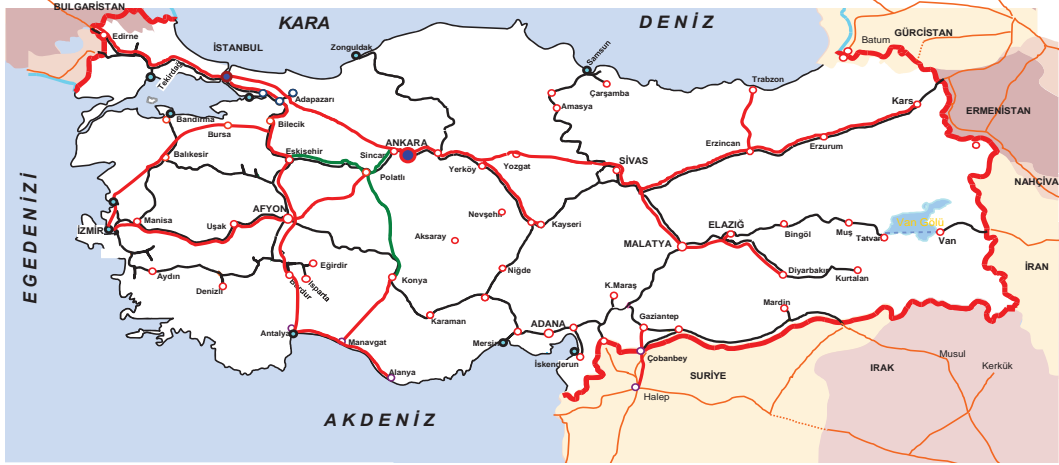 BULGARİSTAN
KARA
DENİZ
Edirne
İSTANBUL
Zonguldak
Samsun
Batum
GÜRCİSTAN
Tekirdağ
Adapazarı
Çarşamba
Amasya
Trabzon
Kars
ERMENİSTAN
Bandırma
Bursa
Bilecik
ANKARA
Sincan
Erzincan
Erzurum
Balıkesir
Eskişehir
Polatlı
Yerköy
Yozgat
SİVAS
NAHÇİVA
EGEDENİZİ
Manisa
İZMİR
Uşak
AFYON
Nevşehir
Kayseri
Aksaray
MALATYA
ELAZIĞ
Bingöl
Muş
Tatvan
Van Gölü
Van
İRAN
Aydın
Denizli
Eğirdir
Isparta
Burdur
Konya
Niğde
Diyarbakır
Kurtalan
K.Maraş
Mardin
Karaman
Gaziantep
Antalya
Manavgat
Mersin
ADANA
İskenderun
Çobanbey
Alanya
SURİYE
IRAK
Musul
Kerkük
Halep
AKDENİZ